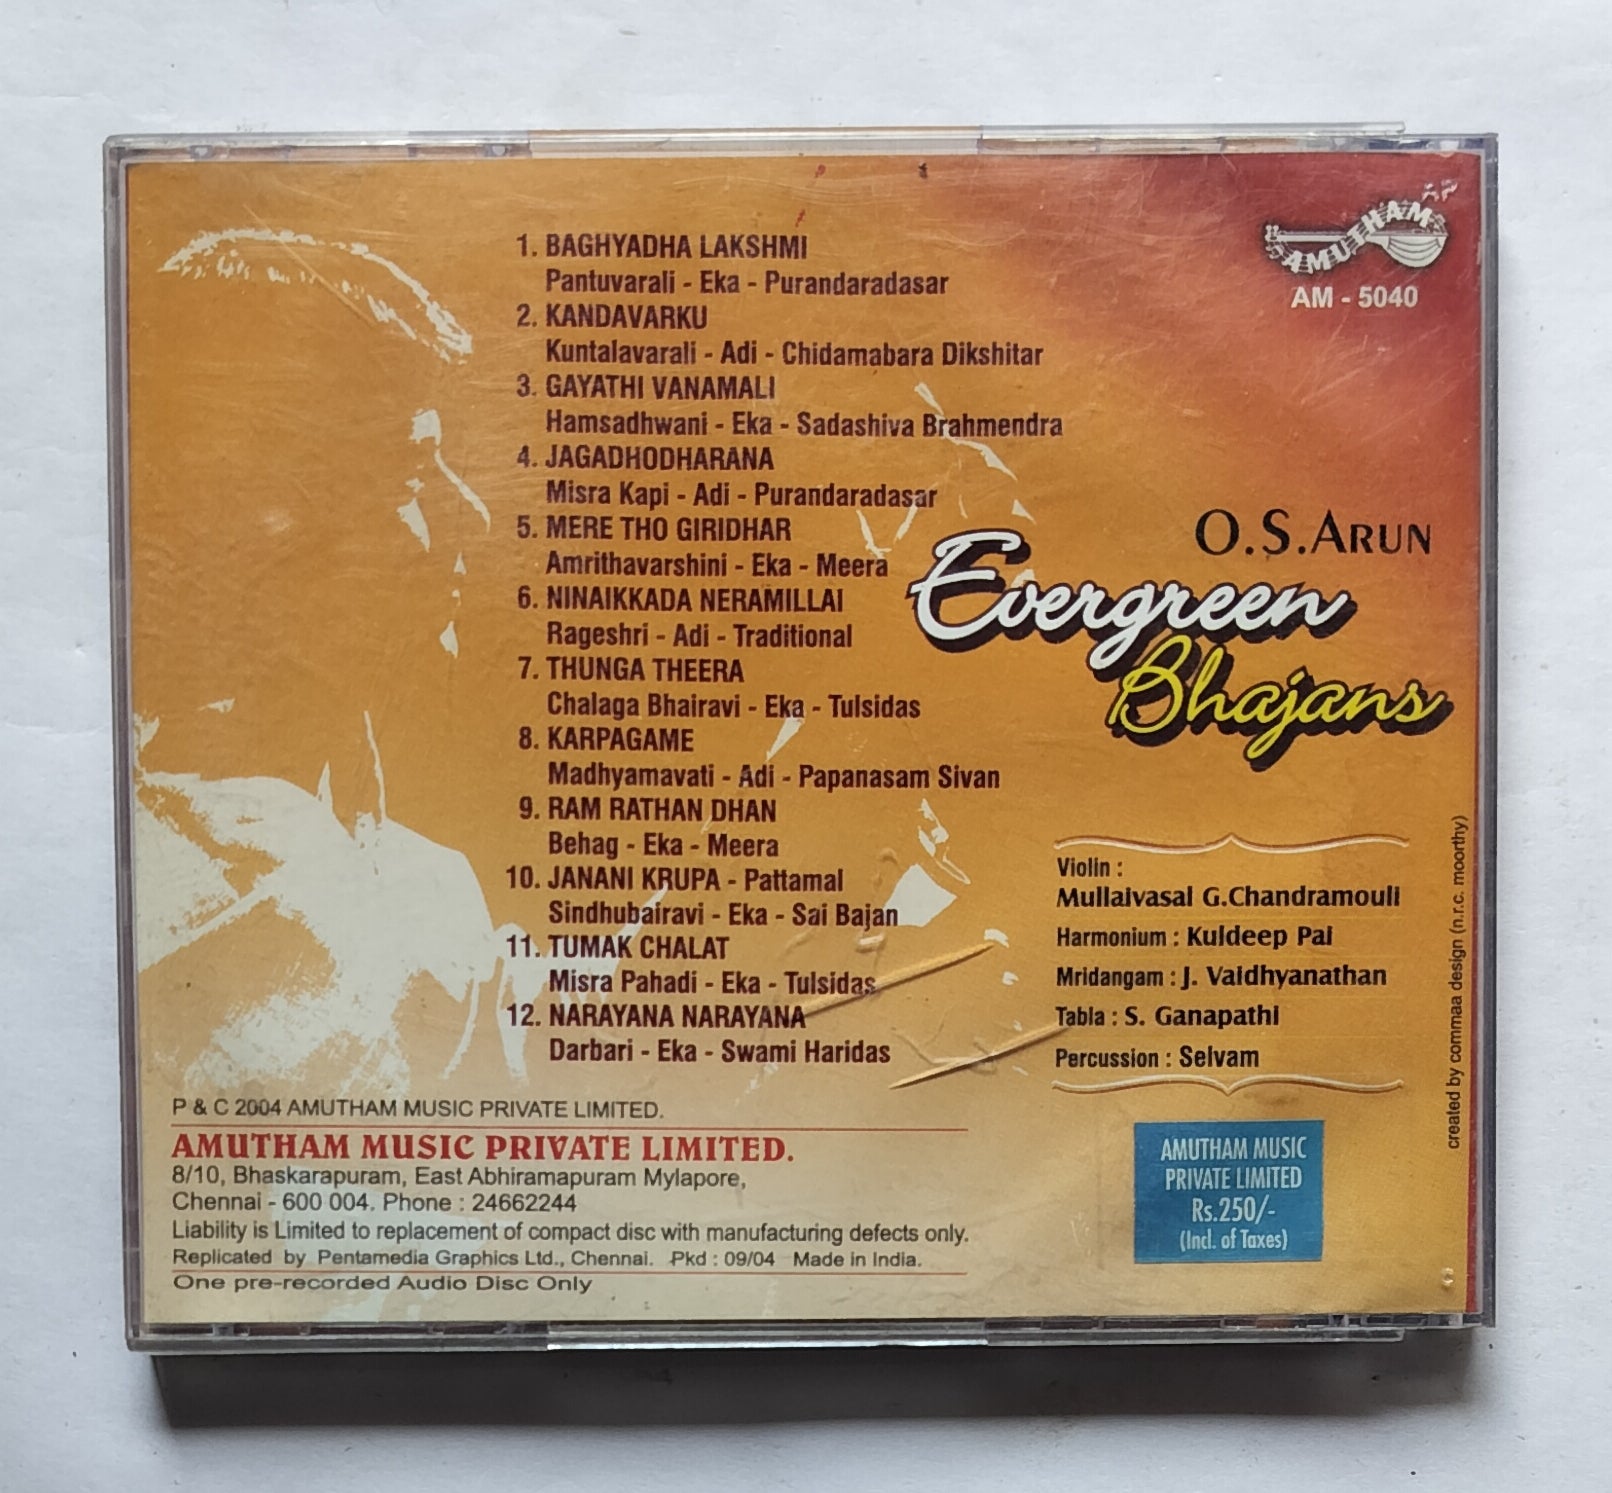 1. BAGHYADHA LAKSHMI
Pantuvarali - Eka - Purandaradasar
2. KANDAVARKU
Kuntalavarali - Adi - Chidamabara Dikshitar
3. GAYATHI VANAMALI
Hamsadhwani - Eka - Sadashiva Brahmendra
4. JAGADHODHARANA
Misra Kapi - Adi - Purandaradasar
5. MERE THO GIRIDHAR
Amrithavarshini - Eka - Meera
6. NINAIKKADA NERAMILLAI
Rageshri - Adi - Traditional
7. THUNGA THEERA
Chalaga Bhairavi - Eka - Tulsidas
8. KARPAGAME
Madhyamavati - Adi - Papanasam Sivan
9. RAM RATHAN DHAN
Behag - Eka - Meera
10. JANANI KRUPA - Pattamal
Sindhubairavi - Eka - Sai Bajan
11. TUMAK CHALAT
Misra Pahadi - Eka - Tulsidas
12. NARAYANA NARAYANA
Darbari - Eka - Swami Haridas
AMUTHAM
AM - 5040
O.S.ARUN
Evergreen
Bhajans
Violin :
Mullaivasal G.Chandramouli
Harmonium : Kuldeep Pai
Mridangam : J. Vaidhyanathan
Tabla : S. Ganapathi
Percussion : Selvam
created by commaa design (n.r.c. moorthy)
P & C 2004 AMUTHAM MUSIC PRIVATE LIMITED.
AMUTHAM MUSIC PRIVATE LIMITED.
8/10, Bhaskarapuram, East Abhiramapuram Mylapore,
Chennai - 600 004. Phone : 24662244
Liability is Limited to replacement of compact disc with manufacturing defects only.
Replicated by Pentamedia Graphics Ltd., Chennai. Pkd : 09/04 Made in India.
One pre-recorded Audio Disc Only
AMUTHAM MUSIC
PRIVATE LIMITED
Rs.250/-
(Incl. of Taxes)